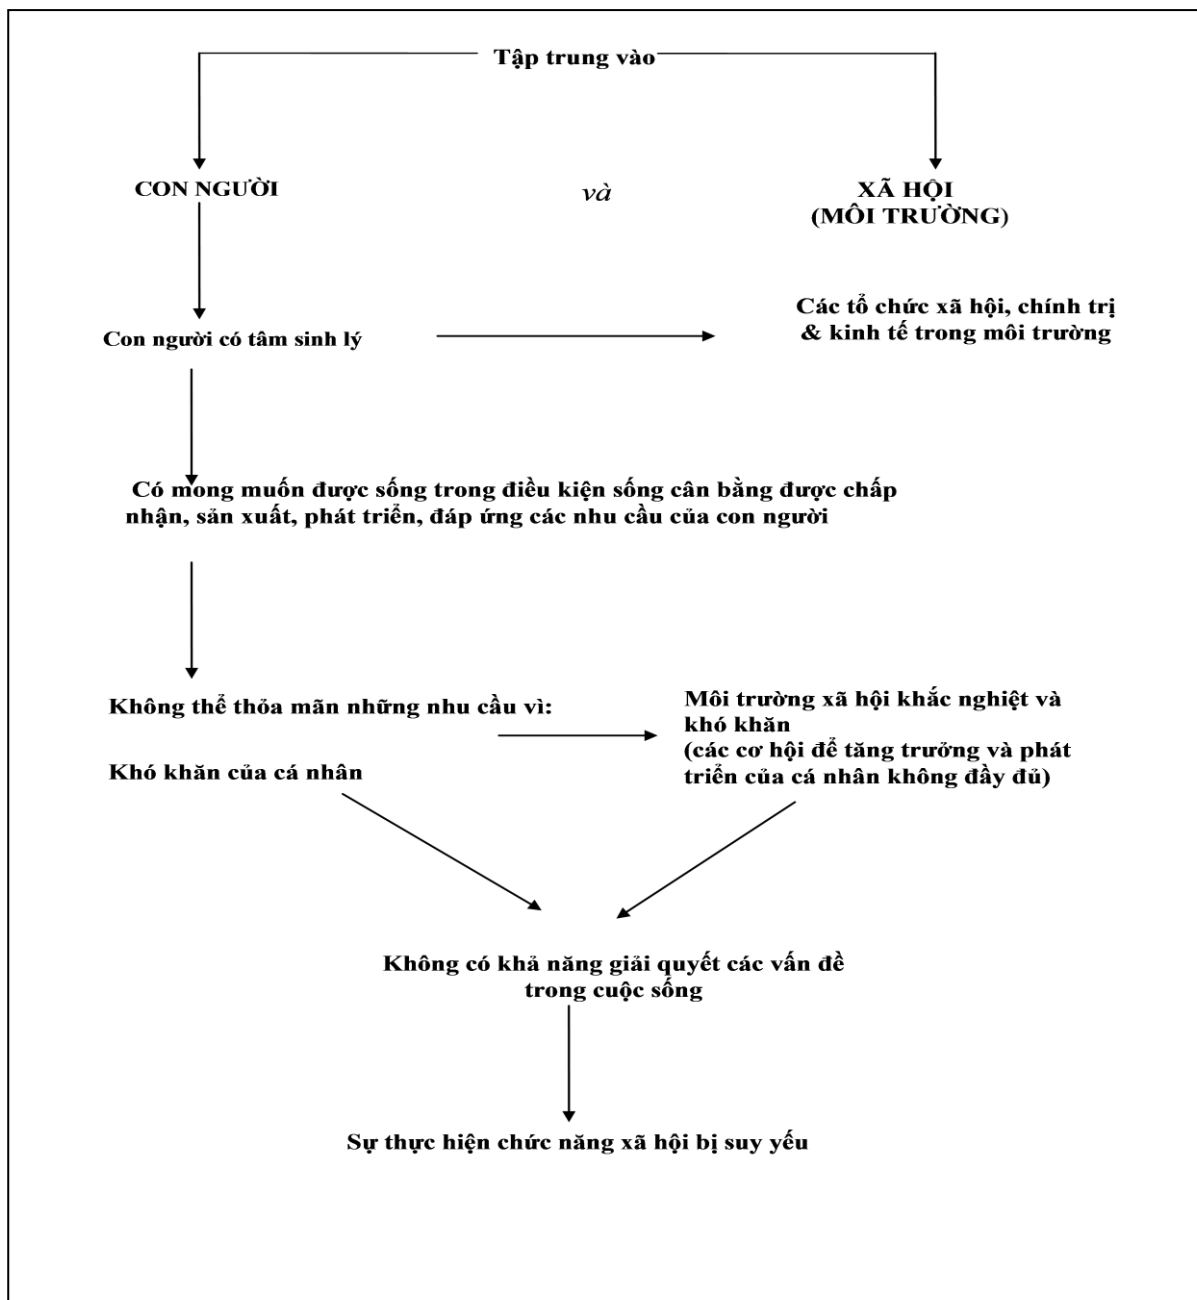 Tập trung vào
CON NGƯỜI
và
XÃ HỘI
(MÔI TRƯỜNG)
Con người có tâm sinh lý
Các tổ chức xã hội, chính trị
& kinh tế trong môi trường
Có mong muốn được sống trong điều kiện sống cân bằng được chấp
nhận, sản xuất, phát triển, đáp ứng các nhu cầu của con người
Không thể thỏa mãn những nhu cầu vì:
Khó khăn của cá nhân
Môi trường xã hội khắc nghiệt và
khó khăn
(các cơ hội để tăng trưởng và phát
triển của cá nhân không đầy đủ)
Không có khả năng giải quyết các vấn đề
trong cuộc sống
Sự thực hiện chức năng xã hội bị suy yếu